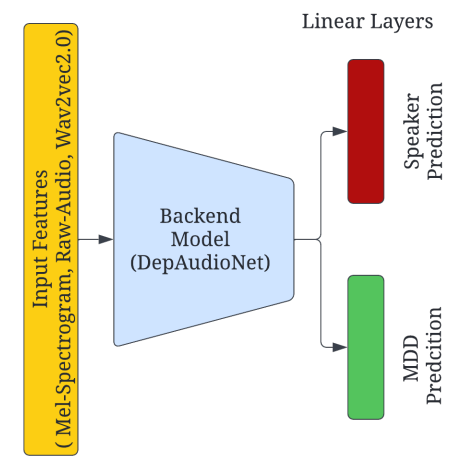 Linear Layers
Input Features
( Mel-Spectrogram, Raw-Audio, Wav2vec2.0)
Backend
Model
(DepAudioNet)
Speaker
Prediction
MDD
Predcition